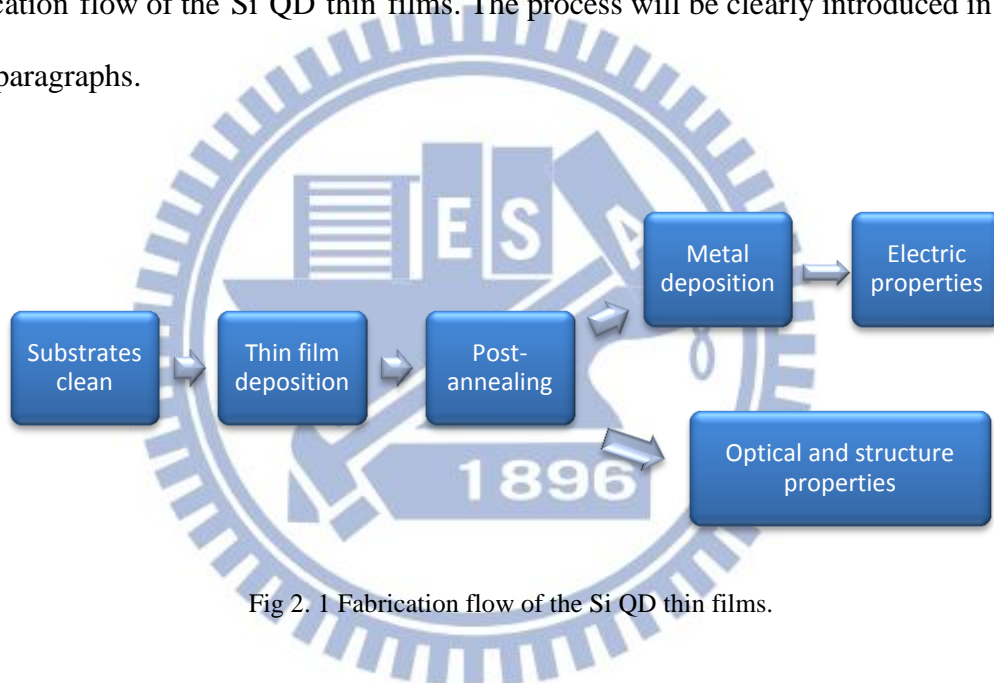 cation flow of the Si QD thin films. The process will be clearly introduced in
paragraphs.
ES
A
Metal
deposition
Electric
properties
Substrates
clean
Thin film
deposition
Post-
annealing
Optical and structure
properties
1896
Fig 2. 1 Fabrication flow of the Si QD thin films.